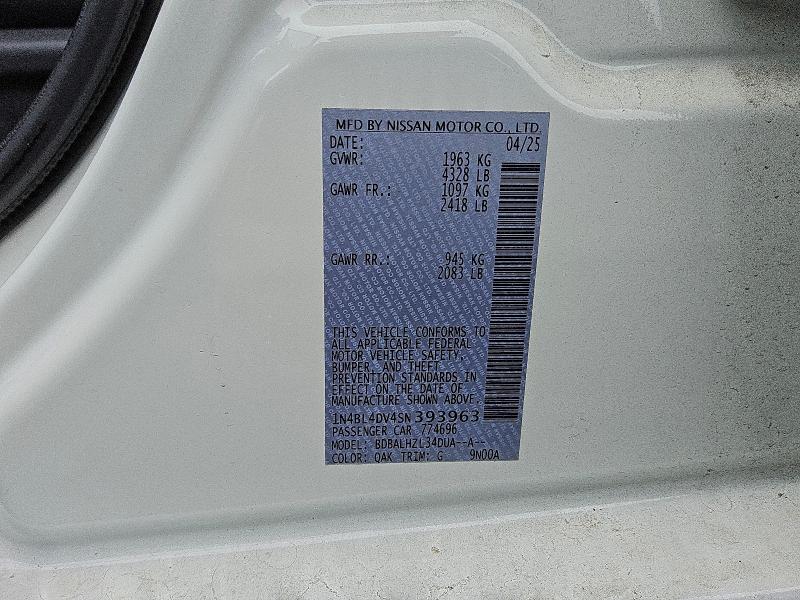 MFD BY NISSAN MOTOR CO., LTD.
DATE: 04/25
GVWR: 1963 KG
4328 LB
GAWR FR.: 1097 KG
2418 LB
GAWR RR.: 945 KG
2083 LB
THIS VEHICLE CONFORMS TO
ALL APPLICABLE FEDERAL
MOTOR VEHICLE SAFETY,
BUMPER, AND THEFT
PREVENTION STANDARDS IN
EFFECT ON THE DATE OF
MANUFACTURE SHOWN ABOVE.
1N4BL4DV4SN393963
PASSENGER CAR 774696
MODEL: BDBALHZL34DUA--A--
COLOR: QAK TRIM: G 9N00A